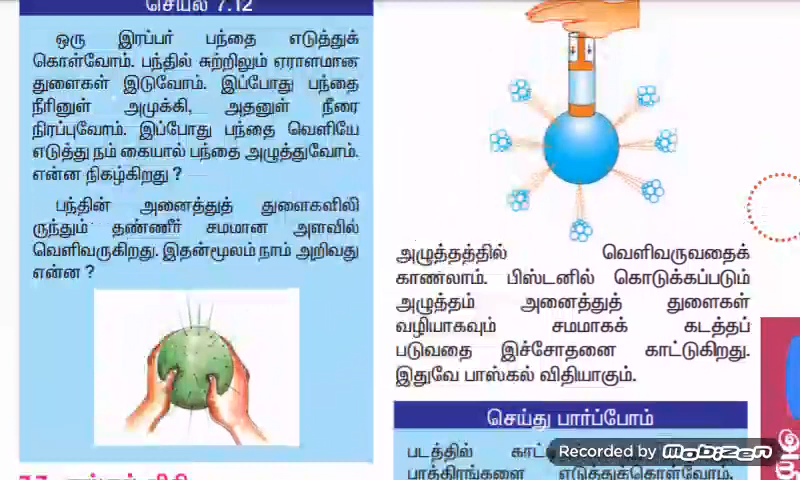 செயல் 7.12
ஒரு இரப்பர் பந்தை எடுத்துக்
கொள்வோம். பந்தில் சுற்றிலும் ஏராளமான
துளைகள் இடுவோம். இப்போது பந்தை
நீரினுள் அமுக்கி, அதனுள் நீரை
நிரப்புவோம். இப்போது பந்தை வெளியே
எடுத்து நம் கையால் பந்தை அழுத்துவோம்.
என்ன நிகழ்கிறது ?
பந்தின் அனைத்துத் துளைகளிலி
ருந்தும் தண்ணீர் சமமான அளவில்
வெளிவருகிறது. இதன்மூலம் நாம் அறிவது
என்ன ?
அழுத்தத்தில் வெளிவருவதைக்
காணலாம். பிஸ்டனில் கொடுக்கப்படும்
அழுத்தம் அனைத்துத் துளைகள்
வழியாகவும் சமமாகக் கடத்தப்
படுவதை இச்சோதனை காட்டுகிறது.
இதுவே பாஸ்கல் விதியாகும்.
செய்து பார்ப்போம்
படத்தில்
பாத்திரங்களை எடுத்துக்கொள்வோம்.
Recorded by MOBIZEN